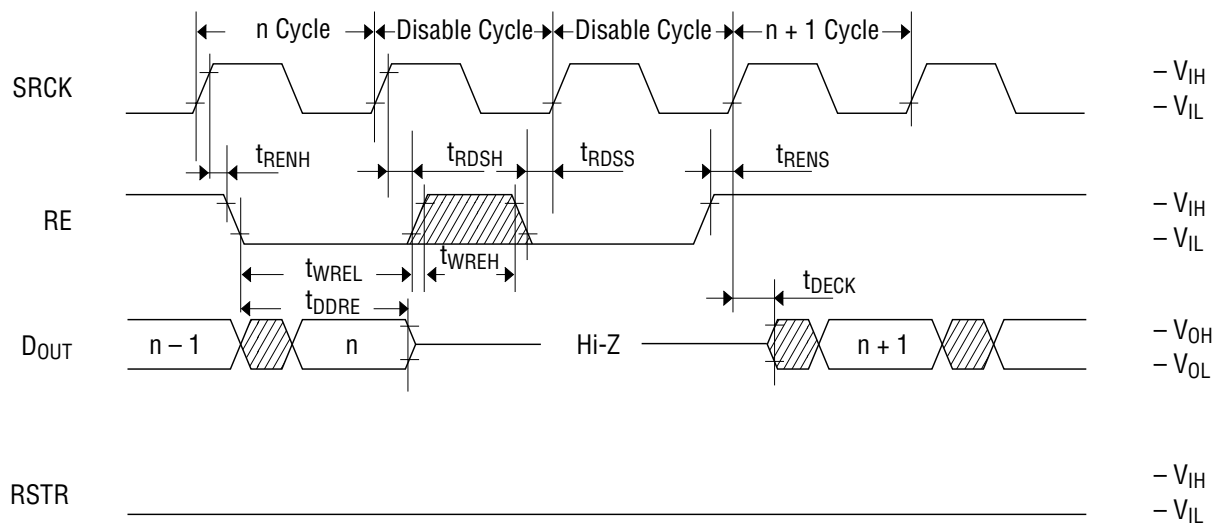 n Cycle Disable Cycle Disable Cycle n + 1 Cycle
SRCK – VIH
– VIL
tRENH tRDSH tRDSS tRENS
RE – VIH
– VIL
tWREL tWREH
tDDRE tDECK
DOUT n – 1 n Hi-Z n + 1 – VOH
– VOL
– VIH
RSTR – VIL